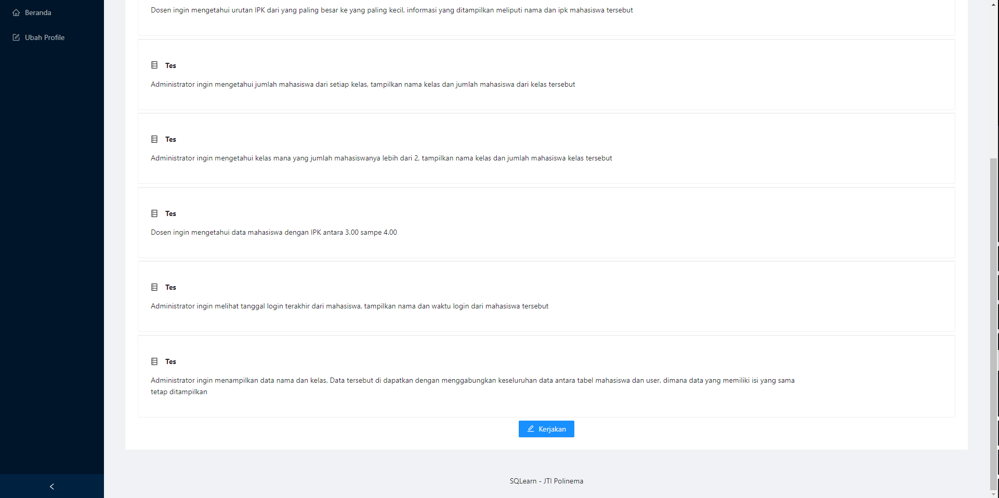 Beranda
Ubah Profile
Dosen ingin mengetahui urutan IPK dari yang paling besar ke yang paling kecil, informasi yang ditampilkan meliputi nama dan ipk mahasiswa tersebut
Tes
Administrator ingin mengetahui jumlah mahasiswa dari setiap kelas, tampilkan nama kelas dan jumlah mahasiswa dari kelas tersebut
Tes
Administrator ingin mengetahui kelas mana yang jumlah mahasiswanya lebih dari 2, tampilkan nama kelas dan jumlah mahasiswa kelas tersebut
Tes
Dosen ingin mengetahui data mahasiswa dengan IPK antara 3.00 sampe 4.00
Tes
Administrator ingin melihat tanggal login terakhir dari mahasiswa, tampilkan nama dan waktu login dari mahasiswa tersebut
Tes
Administrator ingin menampilkan data nama dan kelas. Data tersebut di dapatkan dengan menggabungkan keseluruhan data antara tabel mahasiswa dan user, dimana data yang memiliki isi yang sama
tetap ditampilkan
Kerjakan
SQLearn - JTI Polinema